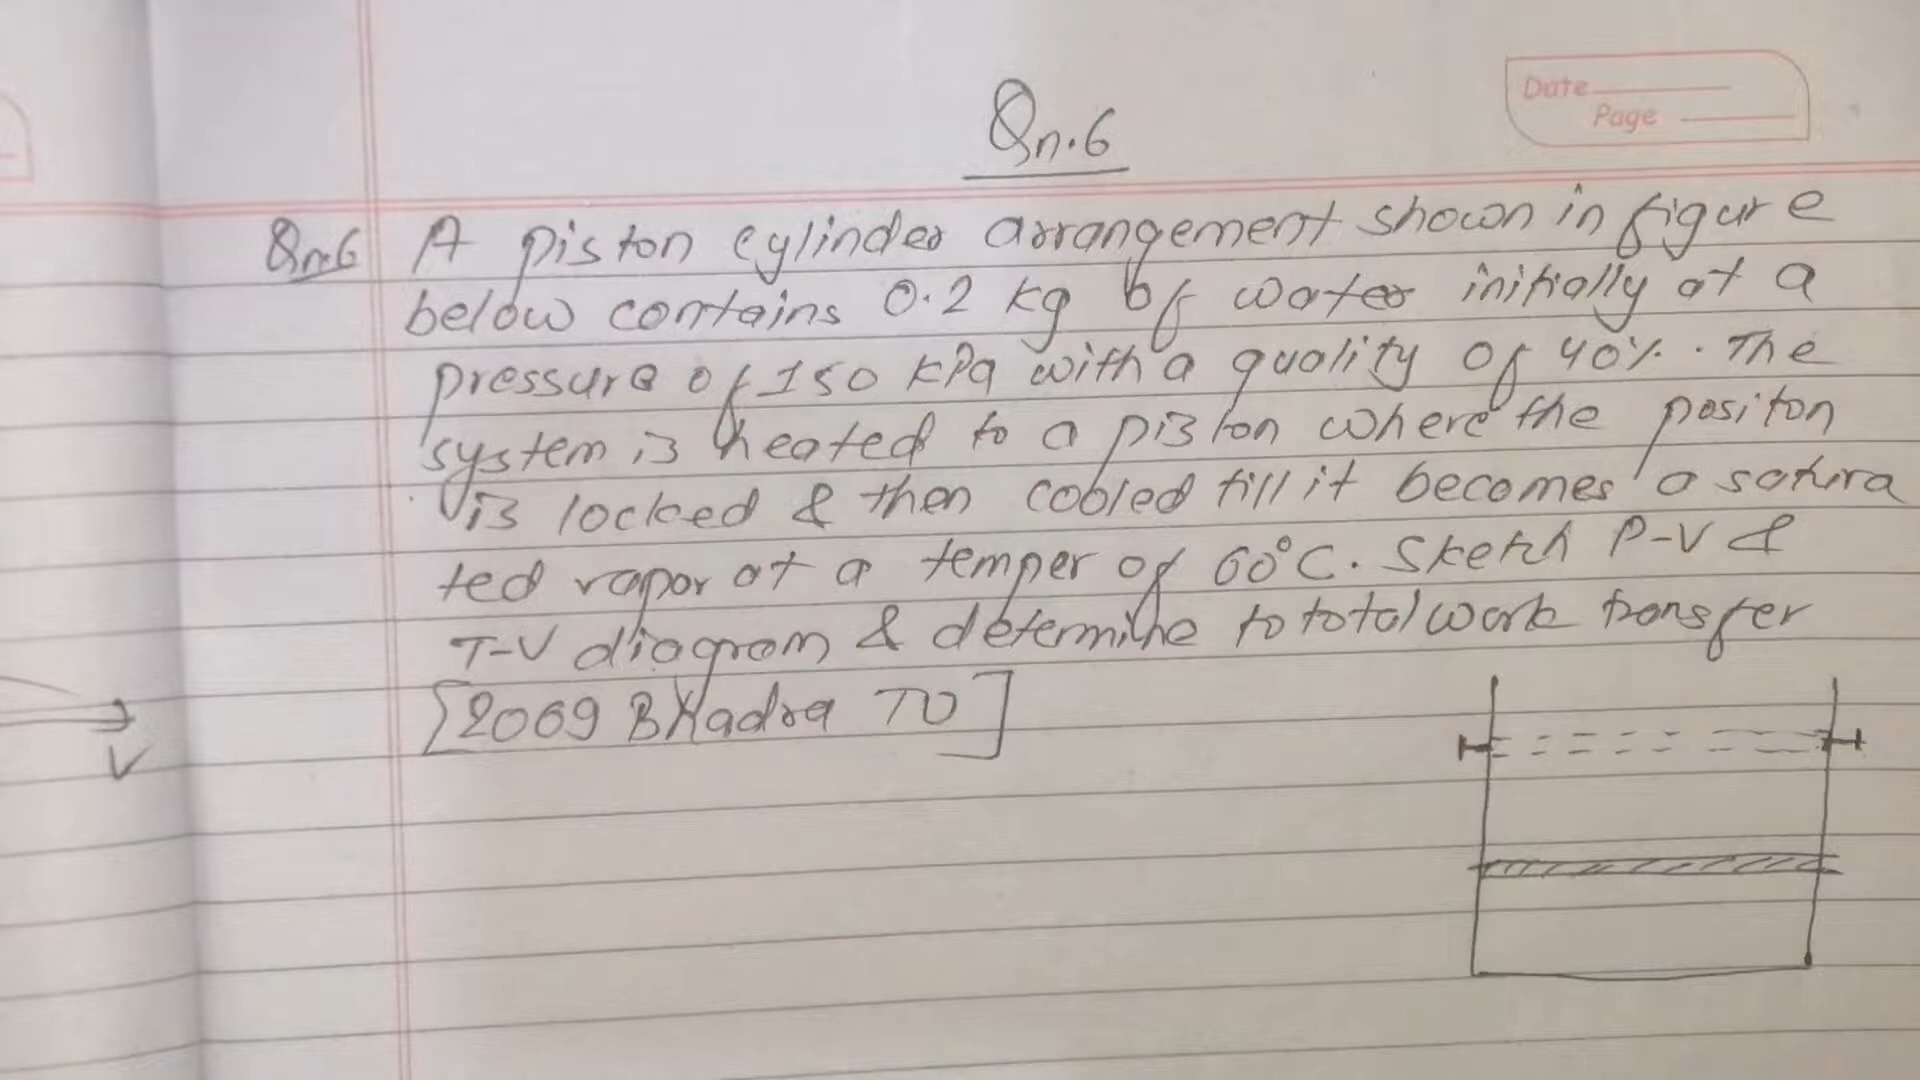 Qn.6
Date
Page
Qn.6 A piston cylinder arrangement shown in figure
below contains 0.2 kg of water initially at a
pressure of 150 kPa with a quality of 40%. The
system is heated to a piston where the positon
is locked & then cooled till it becomes a satura
ted vapor at a temper of 60°C. Sketch P-V &
T-V diagram & determine to total work transfer
[2069 Bhadra TU]
V